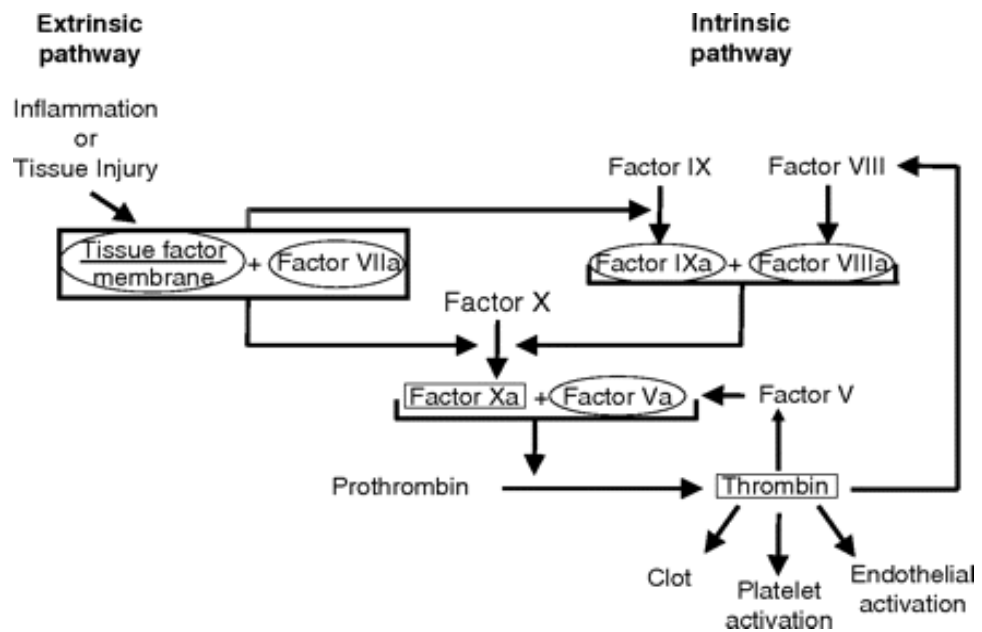 Extrinsic
pathway
Intrinsic
pathway
Inflammation
or
Tissue Injury
Factor IX
Factor VIII
Tissue factor
membrane
+
Factor VIIa
Factor IXa + Factor VIIIa
Factor X
Factor Xa + Factor Va
Factor V
Prothrombin
Thrombin
Clot
Platelet
activation
Endothelial
activation